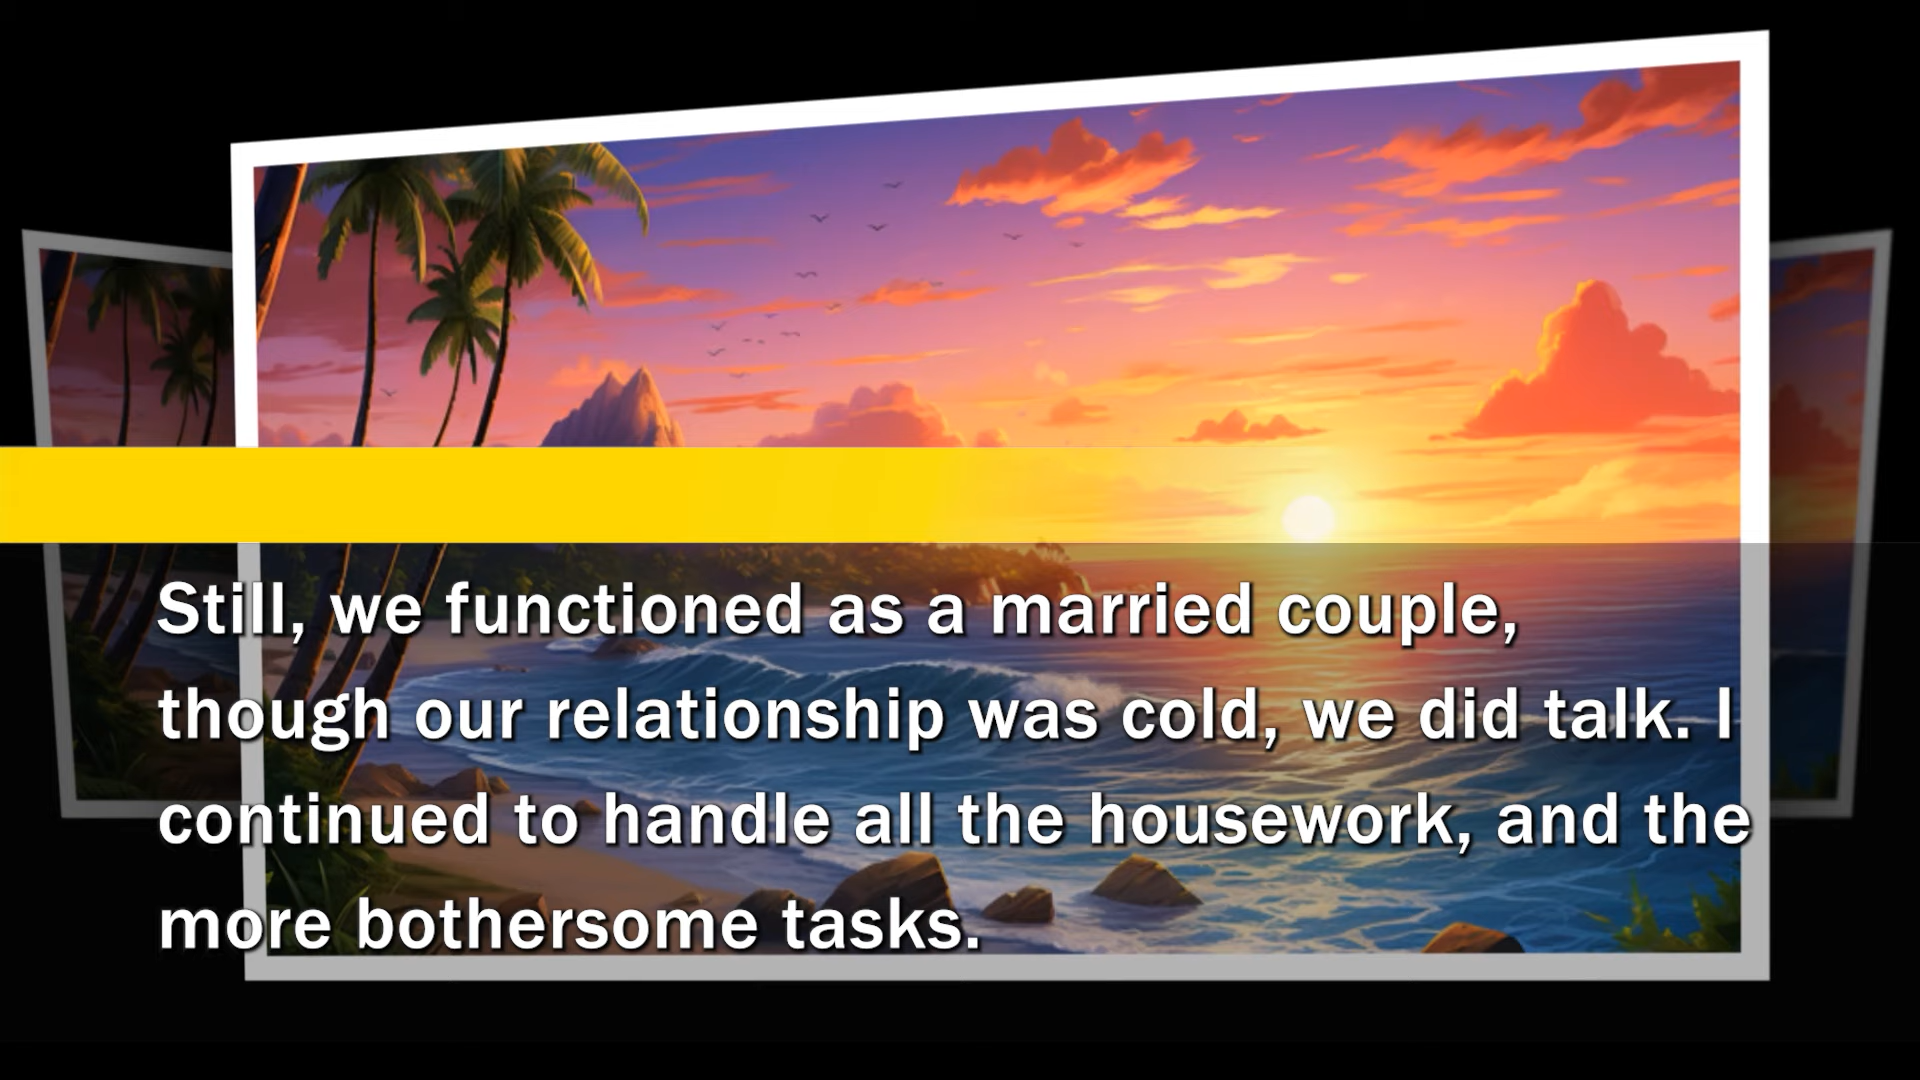 Still, we functioned as a married couple,
though our relationship was cold, we did talk. I
continued to handle all the housework, and the
more bothersome tasks.